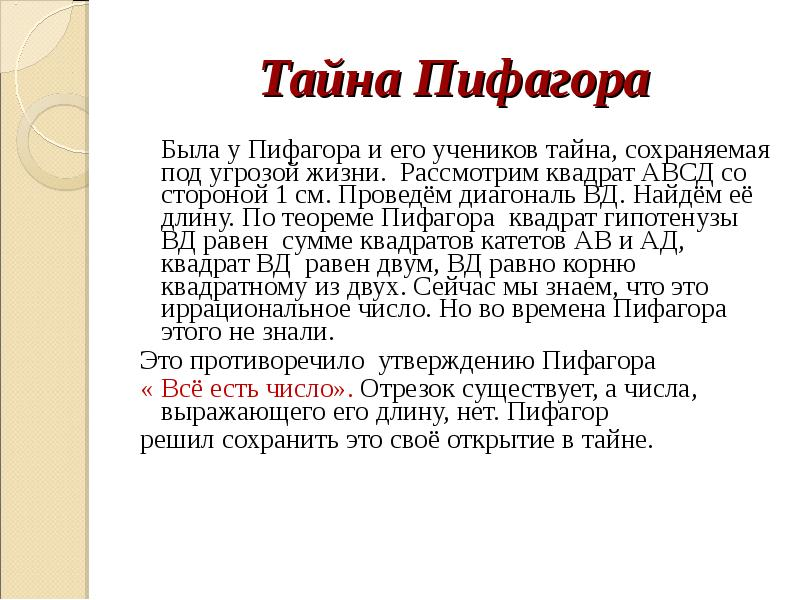 Тайна Пифагора
Была у Пифагора и его учеников тайна, сохраняемая
под угрозой жизни. Рассмотрим квадрат АВСД со
стороной 1 см. Проведём диагональ ВД. Найдём её
длину. По теореме Пифагора квадрат гипотенузы
ВД равен сумме квадратов катетов АВ и АД,
квадрат ВД равен двум, ВД равно корню
квадратному из двух. Сейчас мы знаем, что это
иррациональное число. Но во времена Пифагора
этого не знали.
Это противоречило утверждению Пифагора
« Всё есть число». Отрезок существует, а числа,
выражающего его длину, нет. Пифагор
решил сохранить это своё открытие в тайне.